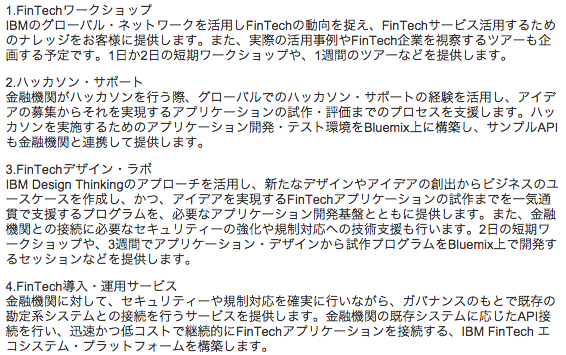 1.FinTechワークショップ
IBMのグローバル・ネットワークを活用しFinTechの動向を捉え、FinTechサービス活用するため
のナレッジをお客様に提供します。また、実際の活用事例やFinTech企業を視察するツアーも企
画する予定です。1日か2日の短期ワークショップや、1週間のツアーなどを提供します。
2.ハッカソン・サポート
金融機関がハッカソンを行う際、グローバルでのハッカソン・サポートの経験を活用し、アイデ
アの募集からそれを実現するアプリケーションの試作・評価までのプロセスを支援します。ハッ
カソンを実施するためのアプリケーション開発・テスト環境をBluemix上に構築し、サンプルAPI
も金融機関と連携して提供します。
3.FinTechデザイン・ラボ
IBM Design Thinkingのアプローチを活用し、新たなデザインやアイデアの創出からビジネスのユ
ースケースを作成し、かつ、アイデアを実現するFinTechアプリケーションの試作までを一気通
貫で支援するプログラムを、必要なアプリケーション開発基盤とともに提供します。また、金融
機関との接続に必要なセキュリティーの強化や規制対応への技術支援も行います。2日の短期ワ
ークショップや、3週間でアプリケーション・デザインから試作プログラムをBluemix上で開発す
るセッションなどを提供します。
4.FinTech導入・運用サービス
金融機関に対して、セキュリティーや規制対応を確実に行いながら、ガバナンスのもとで既存の
勘定系システムとの接続を行うサービスを提供します。金融機関の既存システムに応じたAPI接
続を行い、迅速かつ低コストで継続的にFinTechアプリケーションを接続する、IBM FinTech エ
コシステム・プラットフォームを構築します。